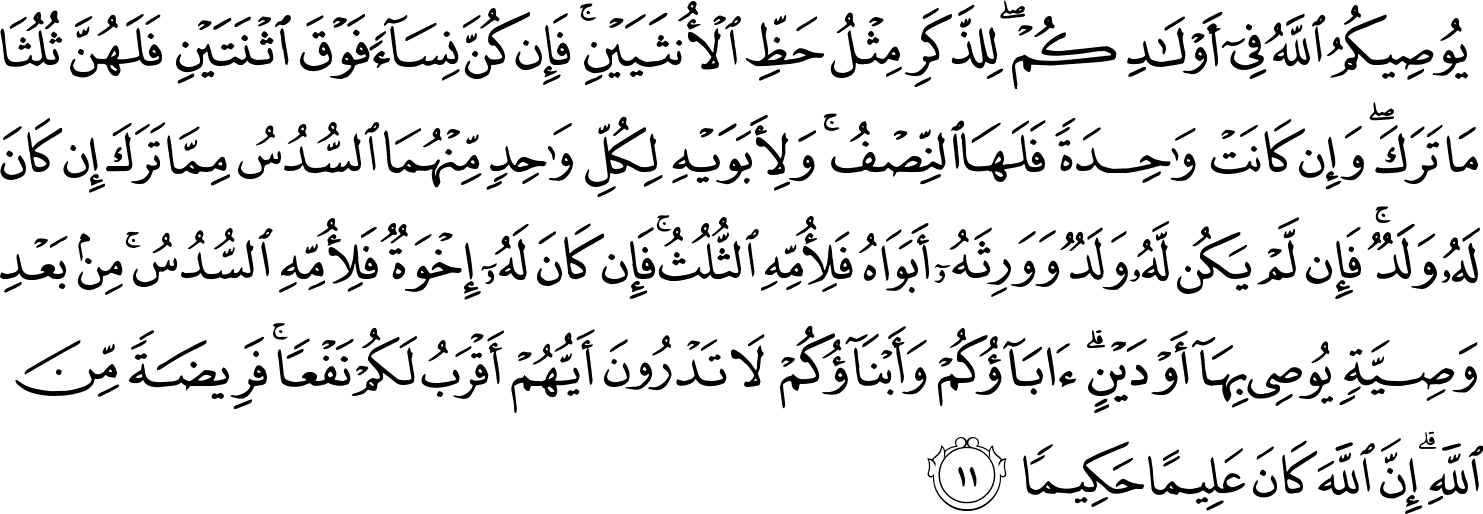 يُوصِيكُمُ ٱللَّهُ فِىٓ أَوْلَـٰدِكُمْ ۖ لِلذَّكَرِ مِثْلُ حَظِّ ٱلْأُنثَيَيْنِ ۚ فَإِن كُنَّ نِسَآءً فَوْقَ ٱثْنَتَيْنِ فَلَهُنَّ ثُلُثَا
مَا تَرَكَ ۖ وَإِن كَانَتْ وَٰحِدَةً فَلَهَا ٱلنِّصْفُ ۚ وَلِأَبَوَيْهِ لِكُلِّ وَٰحِدٍ مِّنْهُمَا ٱلسُّدُسُ مِمَّا تَرَكَ إِن كَانَ
لَهُۥ وَلَدٌ ۚ فَإِن لَّمْ يَكُن لَّهُۥ وَلَدٌ وَوَرِثَهُۥٓ أَبَوَاهُ فَلِأُمِّهِ ٱلثُّلُثُ ۚ فَإِن كَانَ لَهُۥٓ إِخْوَةٌ فَلِأُمِّهِ ٱلسُّدُسُ ۚ مِنۢ بَعْدِ
وَصِيَّةٍ يُوصِى بِهَآ أَوْ دَيْنٍ ۗ ءَابَآؤُكُمْ وَأَبْنَآؤُكُمْ لَا تَدْرُونَ أَيُّهُمْ أَقْرَبُ لَكُمْ نَفْعًا ۚ فَرِيضَةً مِّنَ
ٱللَّهِ ۗ إِنَّ ٱللَّهَ كَانَ عَلِيمًا حَكِيمًا ١١